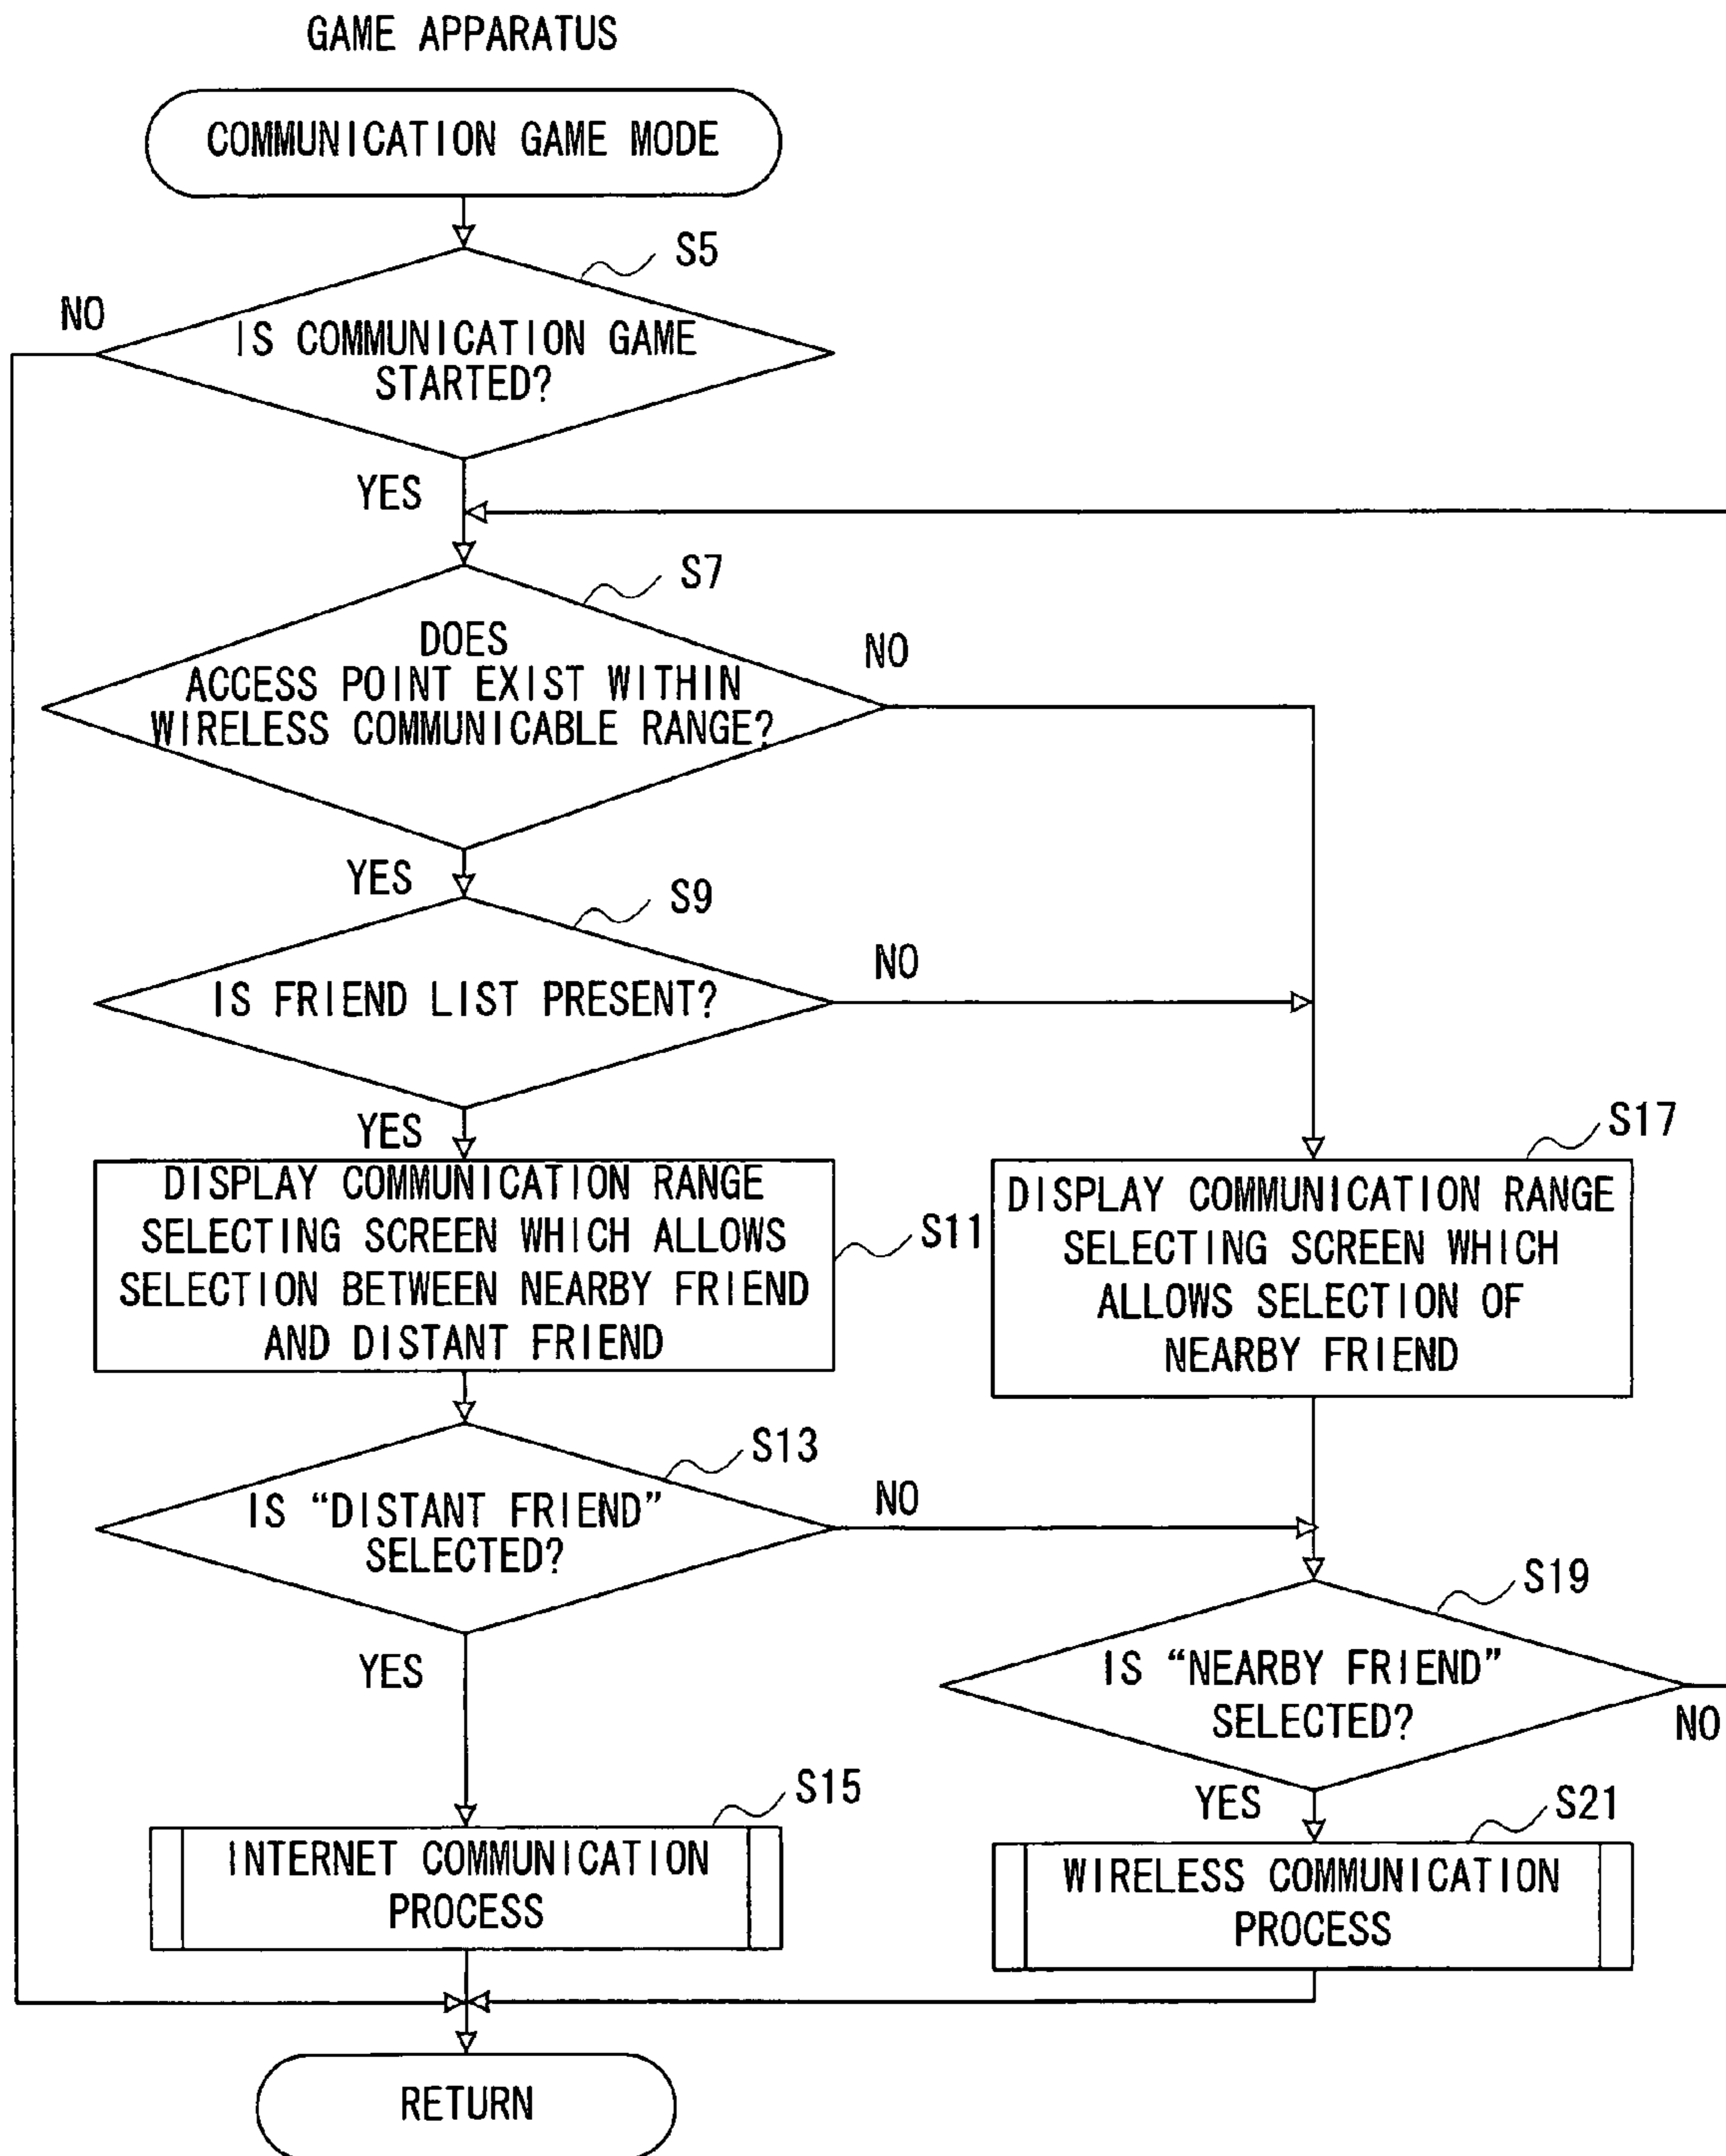 GAME APPARATUS
COMMUNICATION GAME MODE
S5
NO
IS COMMUNICATION GAME
STARTED?
YES
S7
DOES
ACCESS POINT EXIST WITHIN
WIRELESS COMMUNICABLE RANGE?
NO
YES
S9
IS FRIEND LIST PRESENT?
NO
YES
S17
DISPLAY COMMUNICATION RANGE
SELECTING SCREEN WHICH ALLOWS
SELECTION BETWEEN NEARBY FRIEND
AND DISTANT FRIEND
S11
DISPLAY COMMUNICATION RANGE
SELECTING SCREEN WHICH
ALLOWS SELECTION OF
NEARBY FRIEND
S13
IS “DISTANT FRIEND”
SELECTED?
NO
YES
S19
IS “NEARBY FRIEND”
SELECTED?
NO
YES
S15
INTERNET COMMUNICATION
PROCESS
S21
WIRELESS COMMUNICATION
PROCESS
RETURN